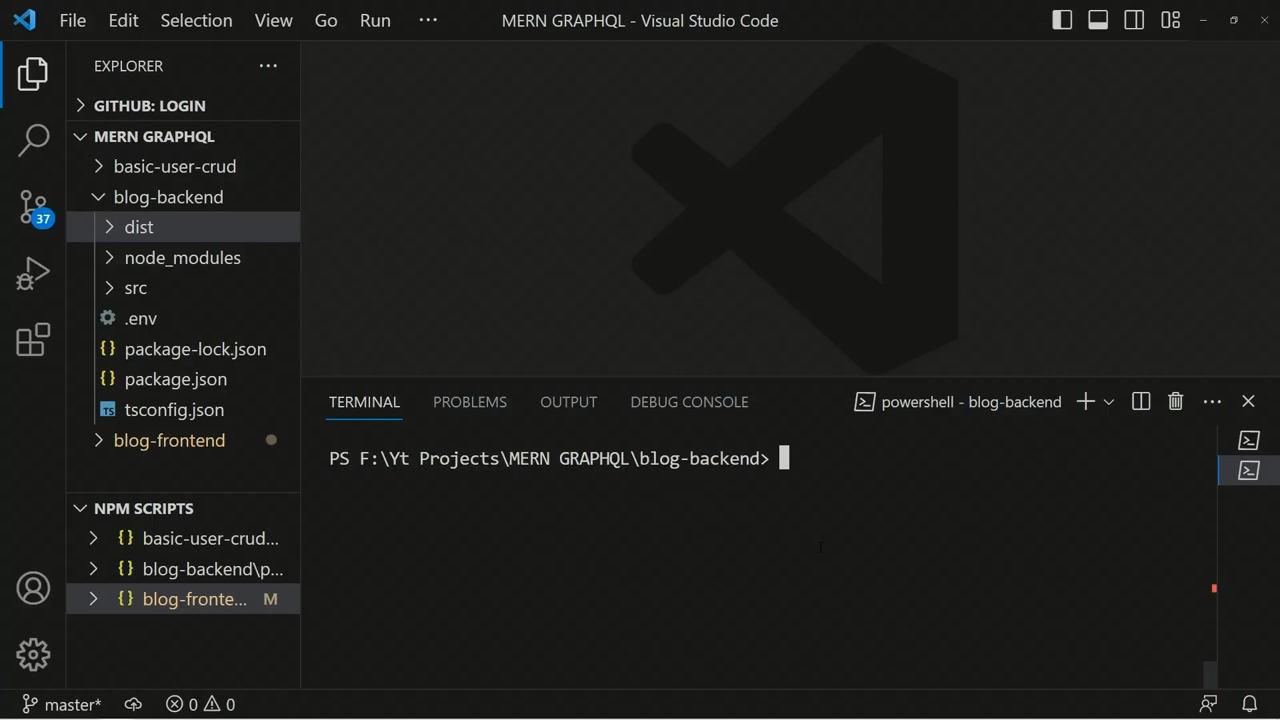 File Edit Selection View Go Run ··· MERN GRAPHQL - Visual Studio Code
EXPLORER ···
GITHUB: LOGIN
MERN GRAPHQL
basic-user-crud
blog-backend
dist
node_modules
src
.env
{} package-lock.json
{} package.json
TS tsconfig.json
blog-frontend
37
NPM SCRIPTS
{} basic-user-crud...
{} blog-backend\p...
{} blog-fronte... M
TERMINAL PROBLEMS OUTPUT DEBUG CONSOLE powershell - blog-backend ···
PS F:\Yt Projects\MERN GRAPHQL\blog-backend>
master* 0 0